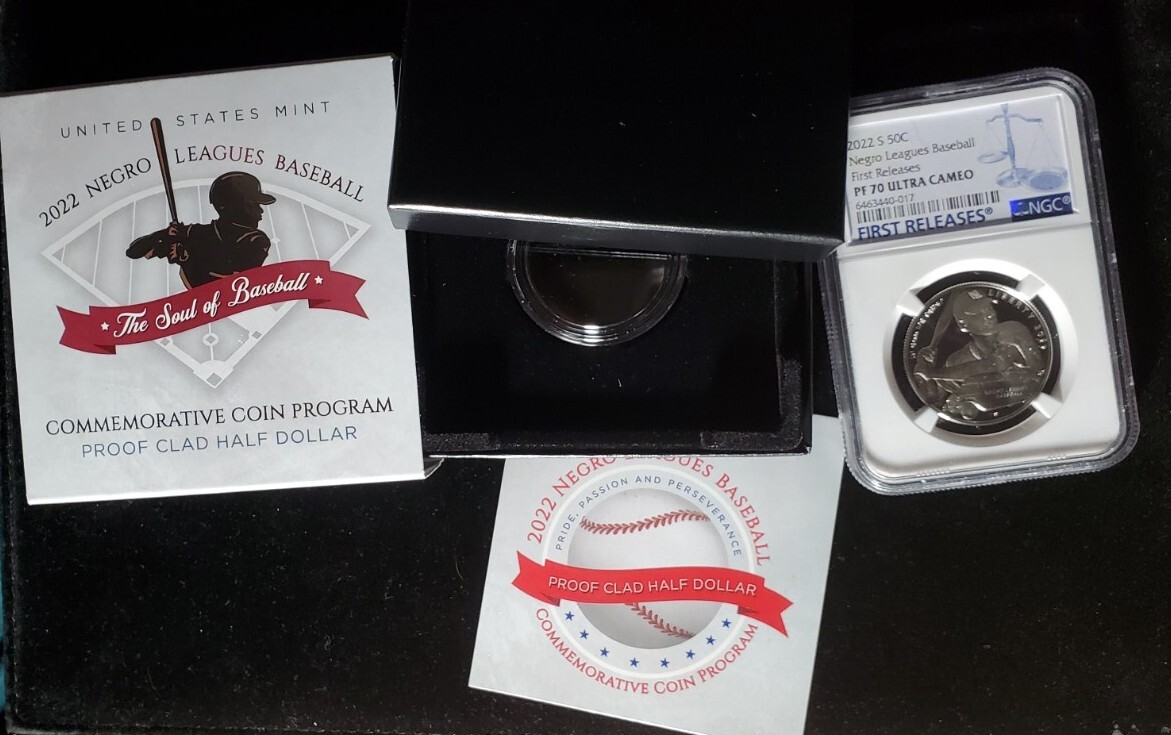 UNITED STATES MINT
2022 NEGRO LEAGUES BASEBALL
The Soul of Baseball
COMMEMORATIVE COIN PROGRAM
PROOF CLAD HALF DOLLAR
2022 S 50C
Negro Leagues Baseball
First Releases
PF 70 ULTRA CAMEO
6463440-017
FIRST RELEASES®
NGC®
LIBERTY 2022
2022 NEGRO LEAGUES BASEBALL
PRIDE, PASSION AND PERSEVERANCE
PROOF CLAD HALF DOLLAR
COMMEMORATIVE COIN PROGRAM